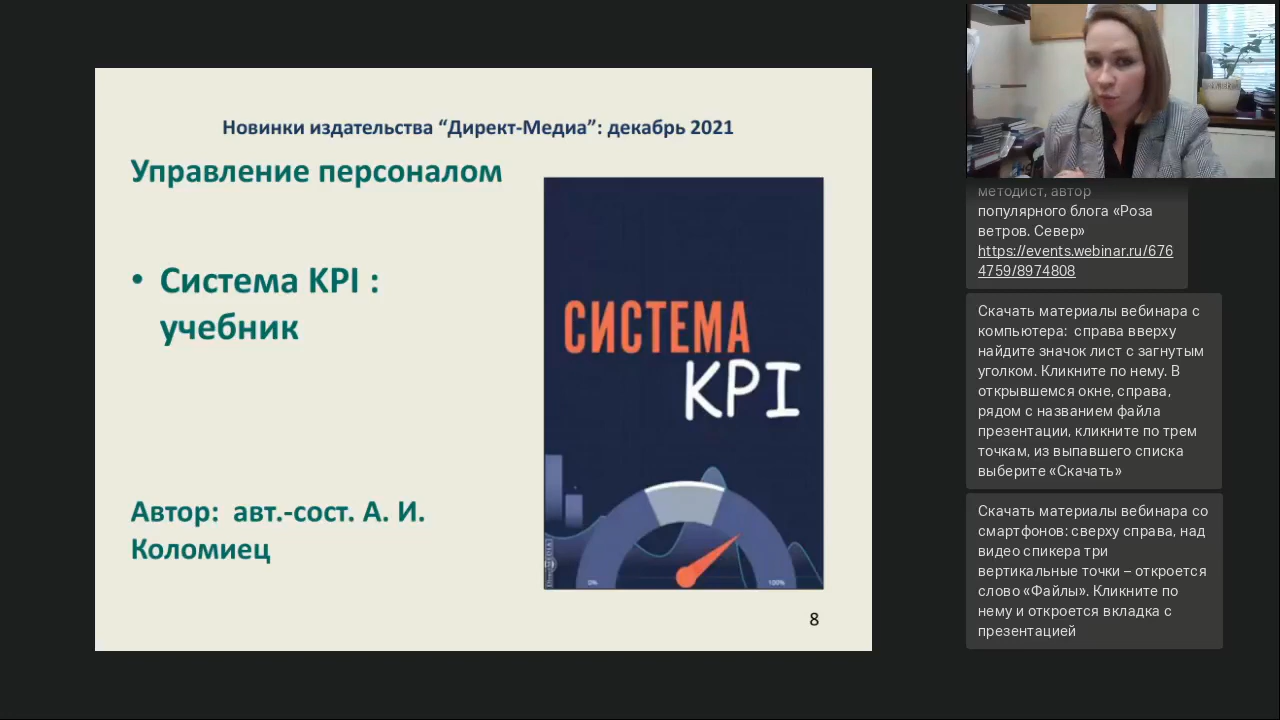 Новинки издательства “Директ-Медиа”: декабрь 2021
Управление персоналом
• Система KPI :
учебник
Автор: авт.-сост. А. И.
Коломиец
СИСТЕМА
KPI
0%
100%
8
методист, автор
популярного блога «Роза
ветров. Север»
https://events.webinar.ru/676
4759/8974808
Скачать материалы вебинара с
компьютера: справа вверху
найдите значок лист с загнутым
уголком. Кликните по нему. В
открывшемся окне, справа,
рядом с названием файла
презентации, кликните по трем
точкам, из выпавшего списка
выберите «Скачать»
Скачать материалы вебинара со
смартфонов: сверху справа, над
видео спикера три
вертикальные точки – откроется
слово «Файлы». Кликните по
нему и откроется вкладка с
презентацией